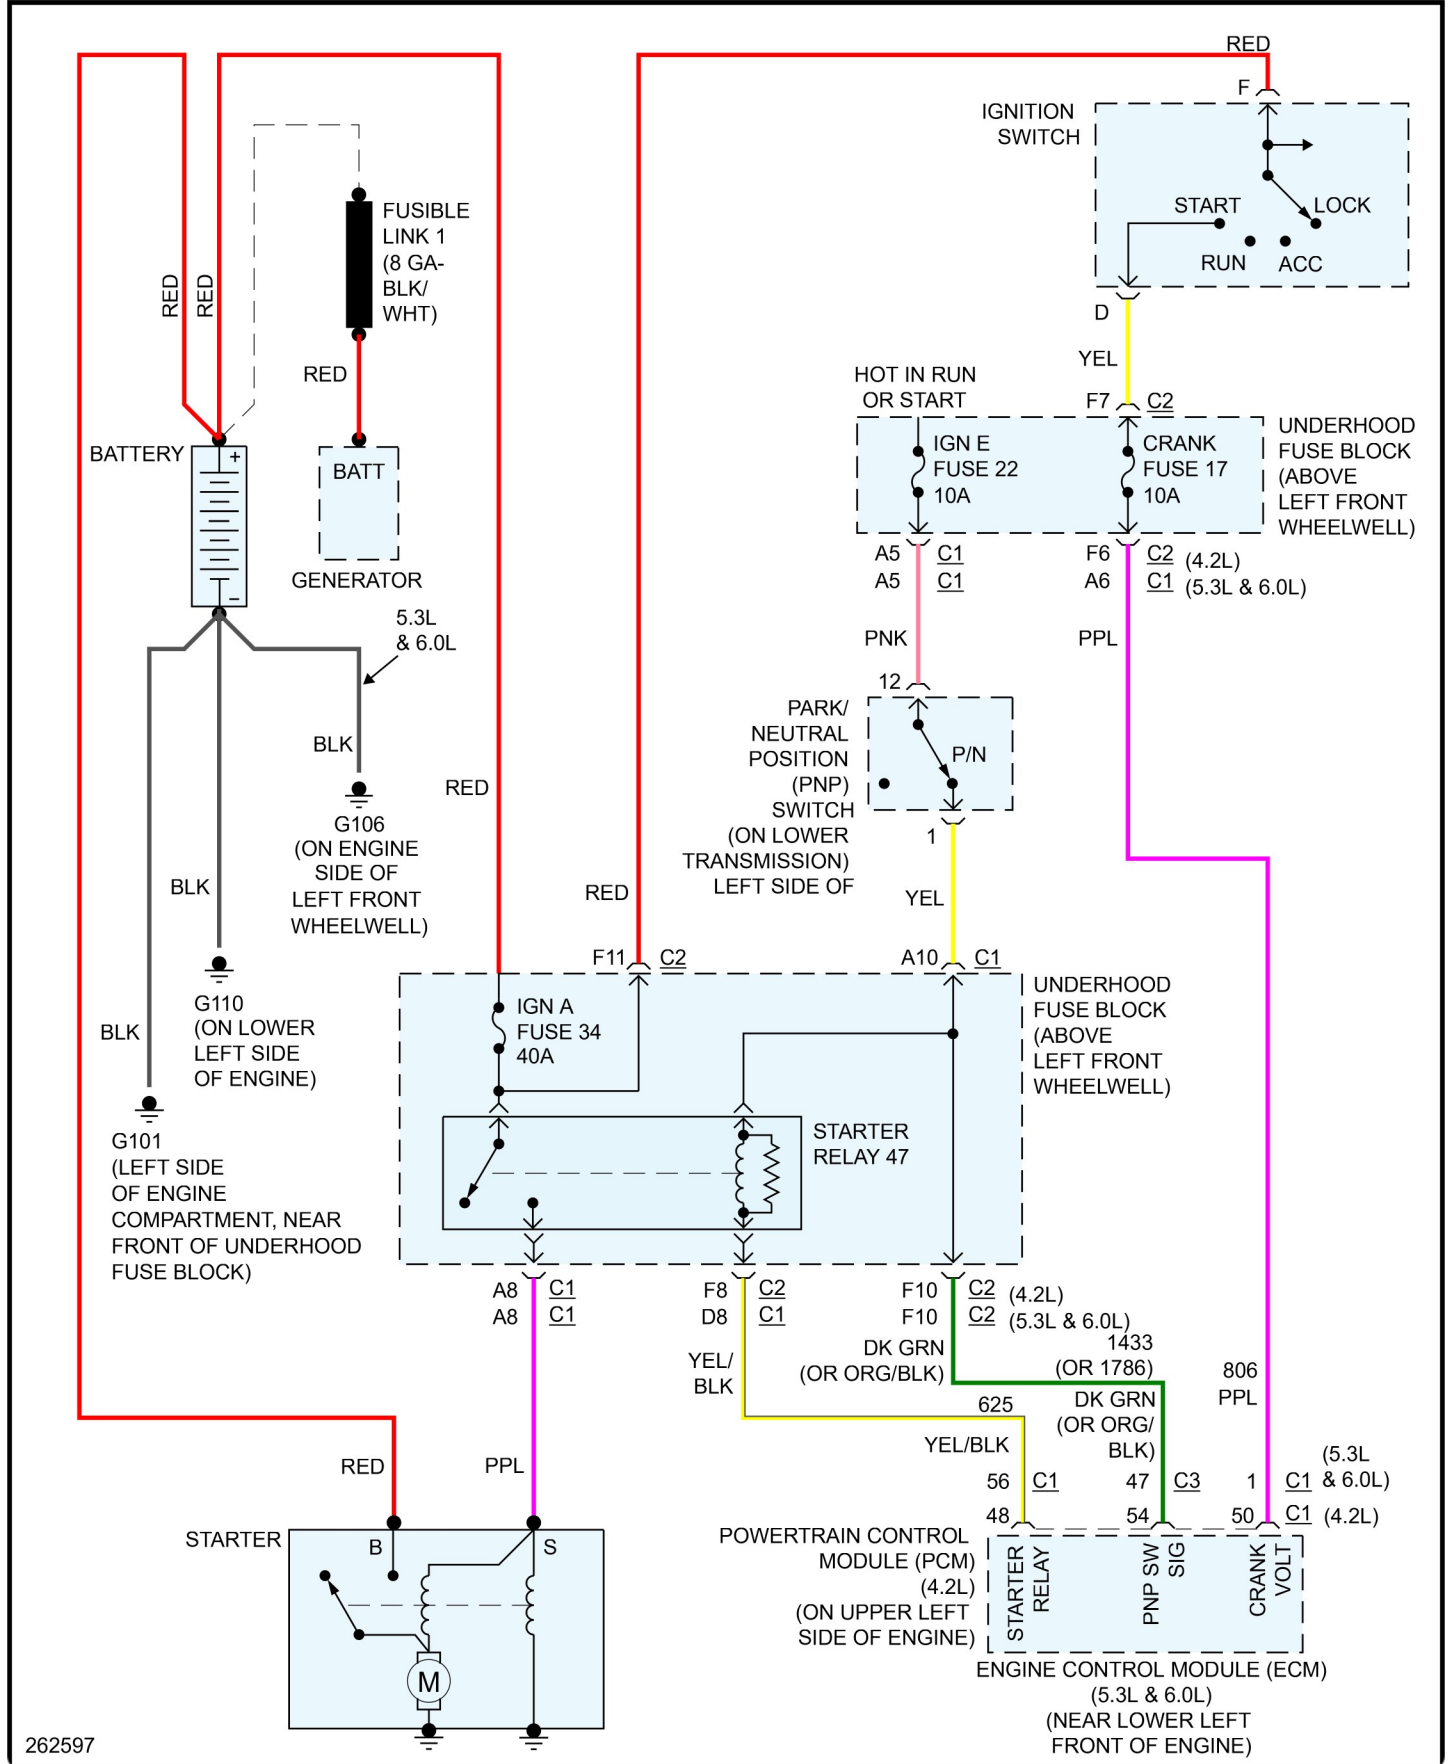 RED
F
IGNITION
SWITCH
START
LOCK
RUN
ACC
D
YEL
RED
RED
FUSIBLE
LINK 1
(8 GA-
BLK/
WHT)
RED
BATTERY
+
–
BATT
GENERATOR
5.3L
& 6.0L
BLK
G106
(ON ENGINE
SIDE OF
LEFT FRONT
WHEELWELL)
BLK
G110
(ON LOWER
LEFT SIDE
OF ENGINE)
BLK
G101
(LEFT SIDE
OF ENGINE
COMPARTMENT, NEAR
FRONT OF UNDERHOOD
FUSE BLOCK)
RED
RED
HOT IN RUN
OR START
F7 C2
IGN E
FUSE 22
10A
CRANK
FUSE 17
10A
UNDERHOOD
FUSE BLOCK
(ABOVE
LEFT FRONT
WHEELWELL)
A5 C1
A5 C1
F6 C2 (4.2L)
A6 C1 (5.3L & 6.0L)
PNK
PPL
12
PARK/
NEUTRAL
POSITION
(PNP)
SWITCH
(ON LOWER
TRANSMISSION)
LEFT SIDE OF
P/N
1
YEL
F11 C2
A10 C1
IGN A
FUSE 34
40A
UNDERHOOD
FUSE BLOCK
(ABOVE
LEFT FRONT
WHEELWELL)
STARTER
RELAY 47
A8 C1
A8 C1
F8 C2
D8 C1
F10 C2 (4.2L)
F10 C2 (5.3L & 6.0L)
YEL/
BLK
DK GRN
(OR ORG/BLK)
1433
(OR 1786)
DK GRN
(OR ORG/
BLK)
806
PPL
625
YEL/BLK
RED
PPL
56 C1
47 C3
1 C1 (5.3L
& 6.0L)
48
54
50 C1 (4.2L)
STARTER
B
S
M
POWERTRAIN CONTROL
MODULE (PCM)
(4.2L)
(ON UPPER LEFT
SIDE OF ENGINE)
STARTER
RELAY
PNP SW
SIG
CRANK
VOLT
ENGINE CONTROL MODULE (ECM)
(5.3L & 6.0L)
(NEAR LOWER LEFT
FRONT OF ENGINE)
262597